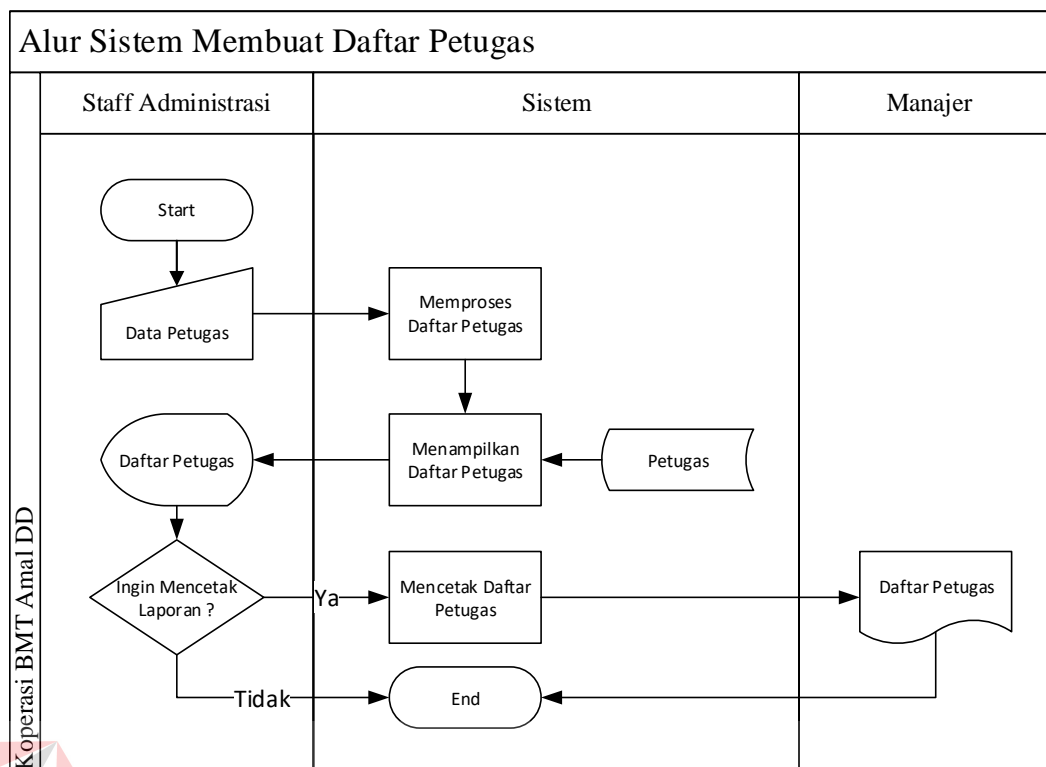 Alur Sistem Membuat Daftar Petugas
Koperasi BMT Amal DD
Staff Administrasi
Sistem
Manajer
Start
Data Petugas
Memproses
Daftar Petugas
Daftar Petugas
Menampilkan
Daftar Petugas
Petugas
Ingin Mencetak
Laporan ?
Ya
Mencetak Daftar
Petugas
Daftar Petugas
Tidak
End